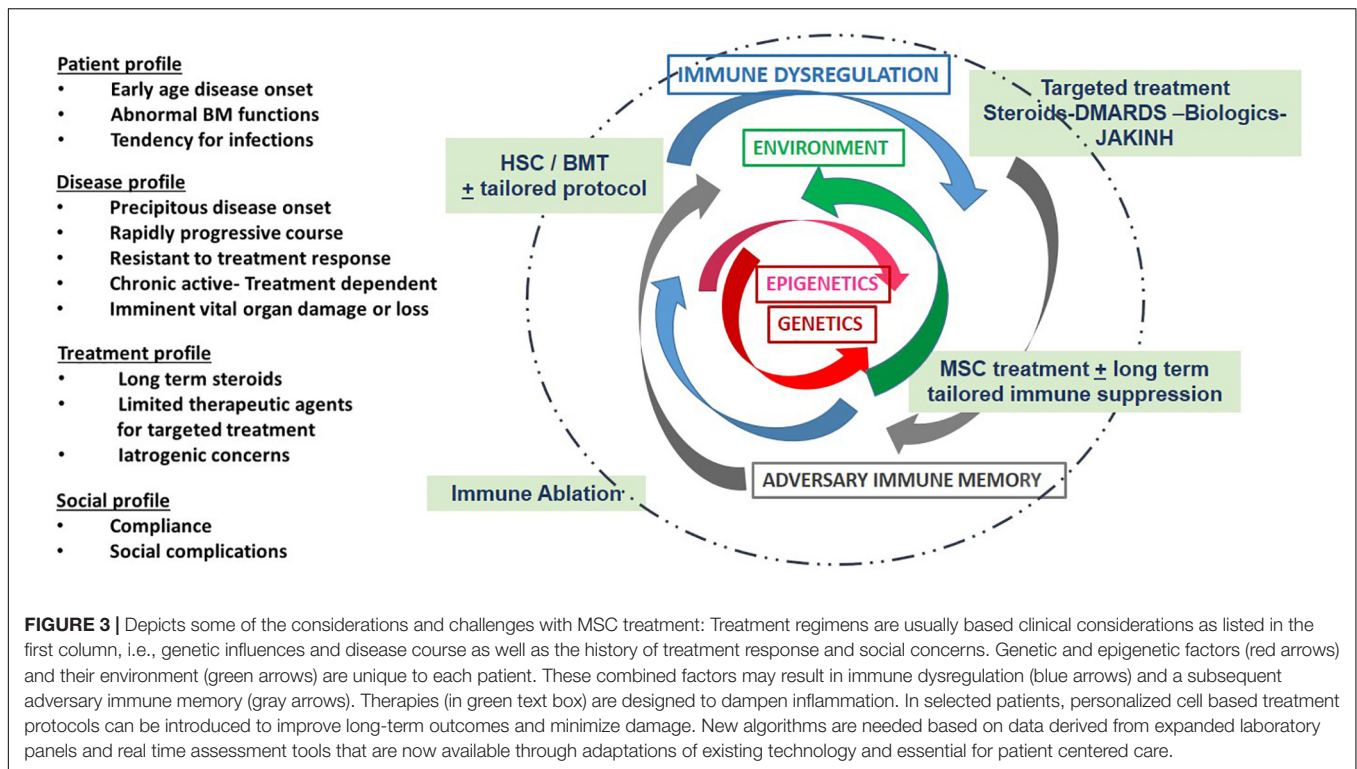 Patient profile
• Early age disease onset
• Abnormal BM functions
• Tendency for infections
Disease profile
• Precipitous disease onset
• Rapidly progressive course
• Resistant to treatment response
• Chronic active- Treatment dependent
• Imminent vital organ damage or loss
Treatment profile
• Long term steroids
• Limited therapeutic agents
for targeted treatment
• Iatrogenic concerns
Social profile
• Compliance
• Social complications
IMMUNE DYSREGULATION
Targeted treatment
Steroids-DMARDS –Biologics-
JAKINH
ENVIRONMENT
HSC / BMT
± tailored protocol
EPIGENETICS
GENETICS
MSC treatment ± long term
tailored immune suppression
ADVERSARY IMMUNE MEMORY
Immune Ablation
FIGURE 3 | Depicts some of the considerations and challenges with MSC treatment: Treatment regimens are usually based clinical considerations as listed in the
first column, i.e., genetic influences and disease course as well as the history of treatment response and social concerns. Genetic and epigenetic factors (red arrows)
and their environment (green arrows) are unique to each patient. These combined factors may result in immune dysregulation (blue arrows) and a subsequent
adversary immune memory (gray arrows). Therapies (in green text box) are designed to dampen inflammation. In selected patients, personalized cell based treatment
protocols can be introduced to improve long-term outcomes and minimize damage. New algorithms are needed based on data derived from expanded laboratory
panels and real time assessment tools that are now available through adaptations of existing technology and essential for patient centered care.